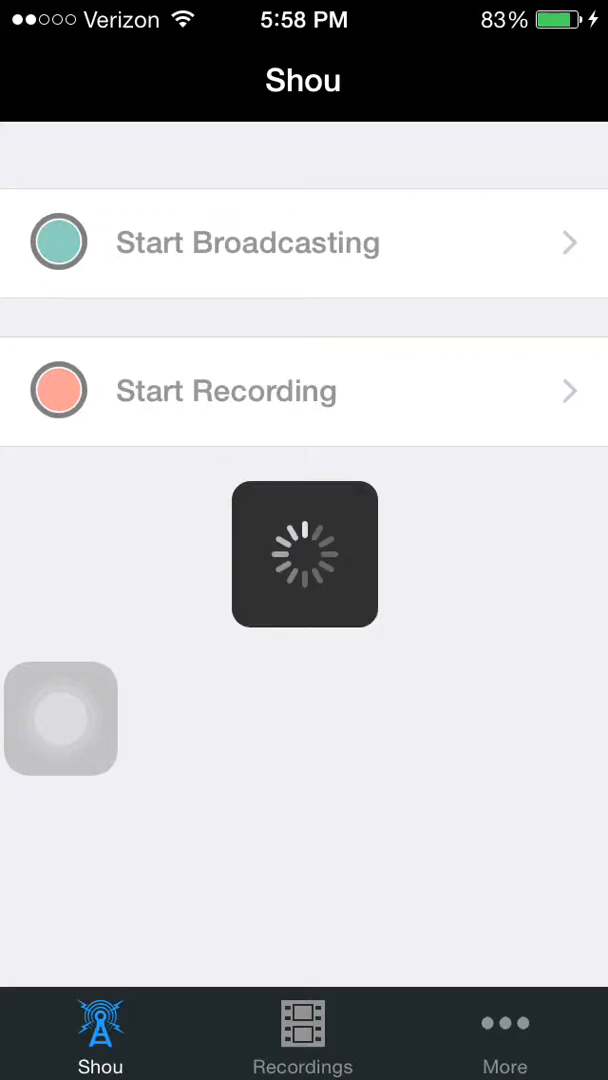 Verizon 5:58 PM 83%
Shou
Start Broadcasting
Start Recording
Shou Recordings More